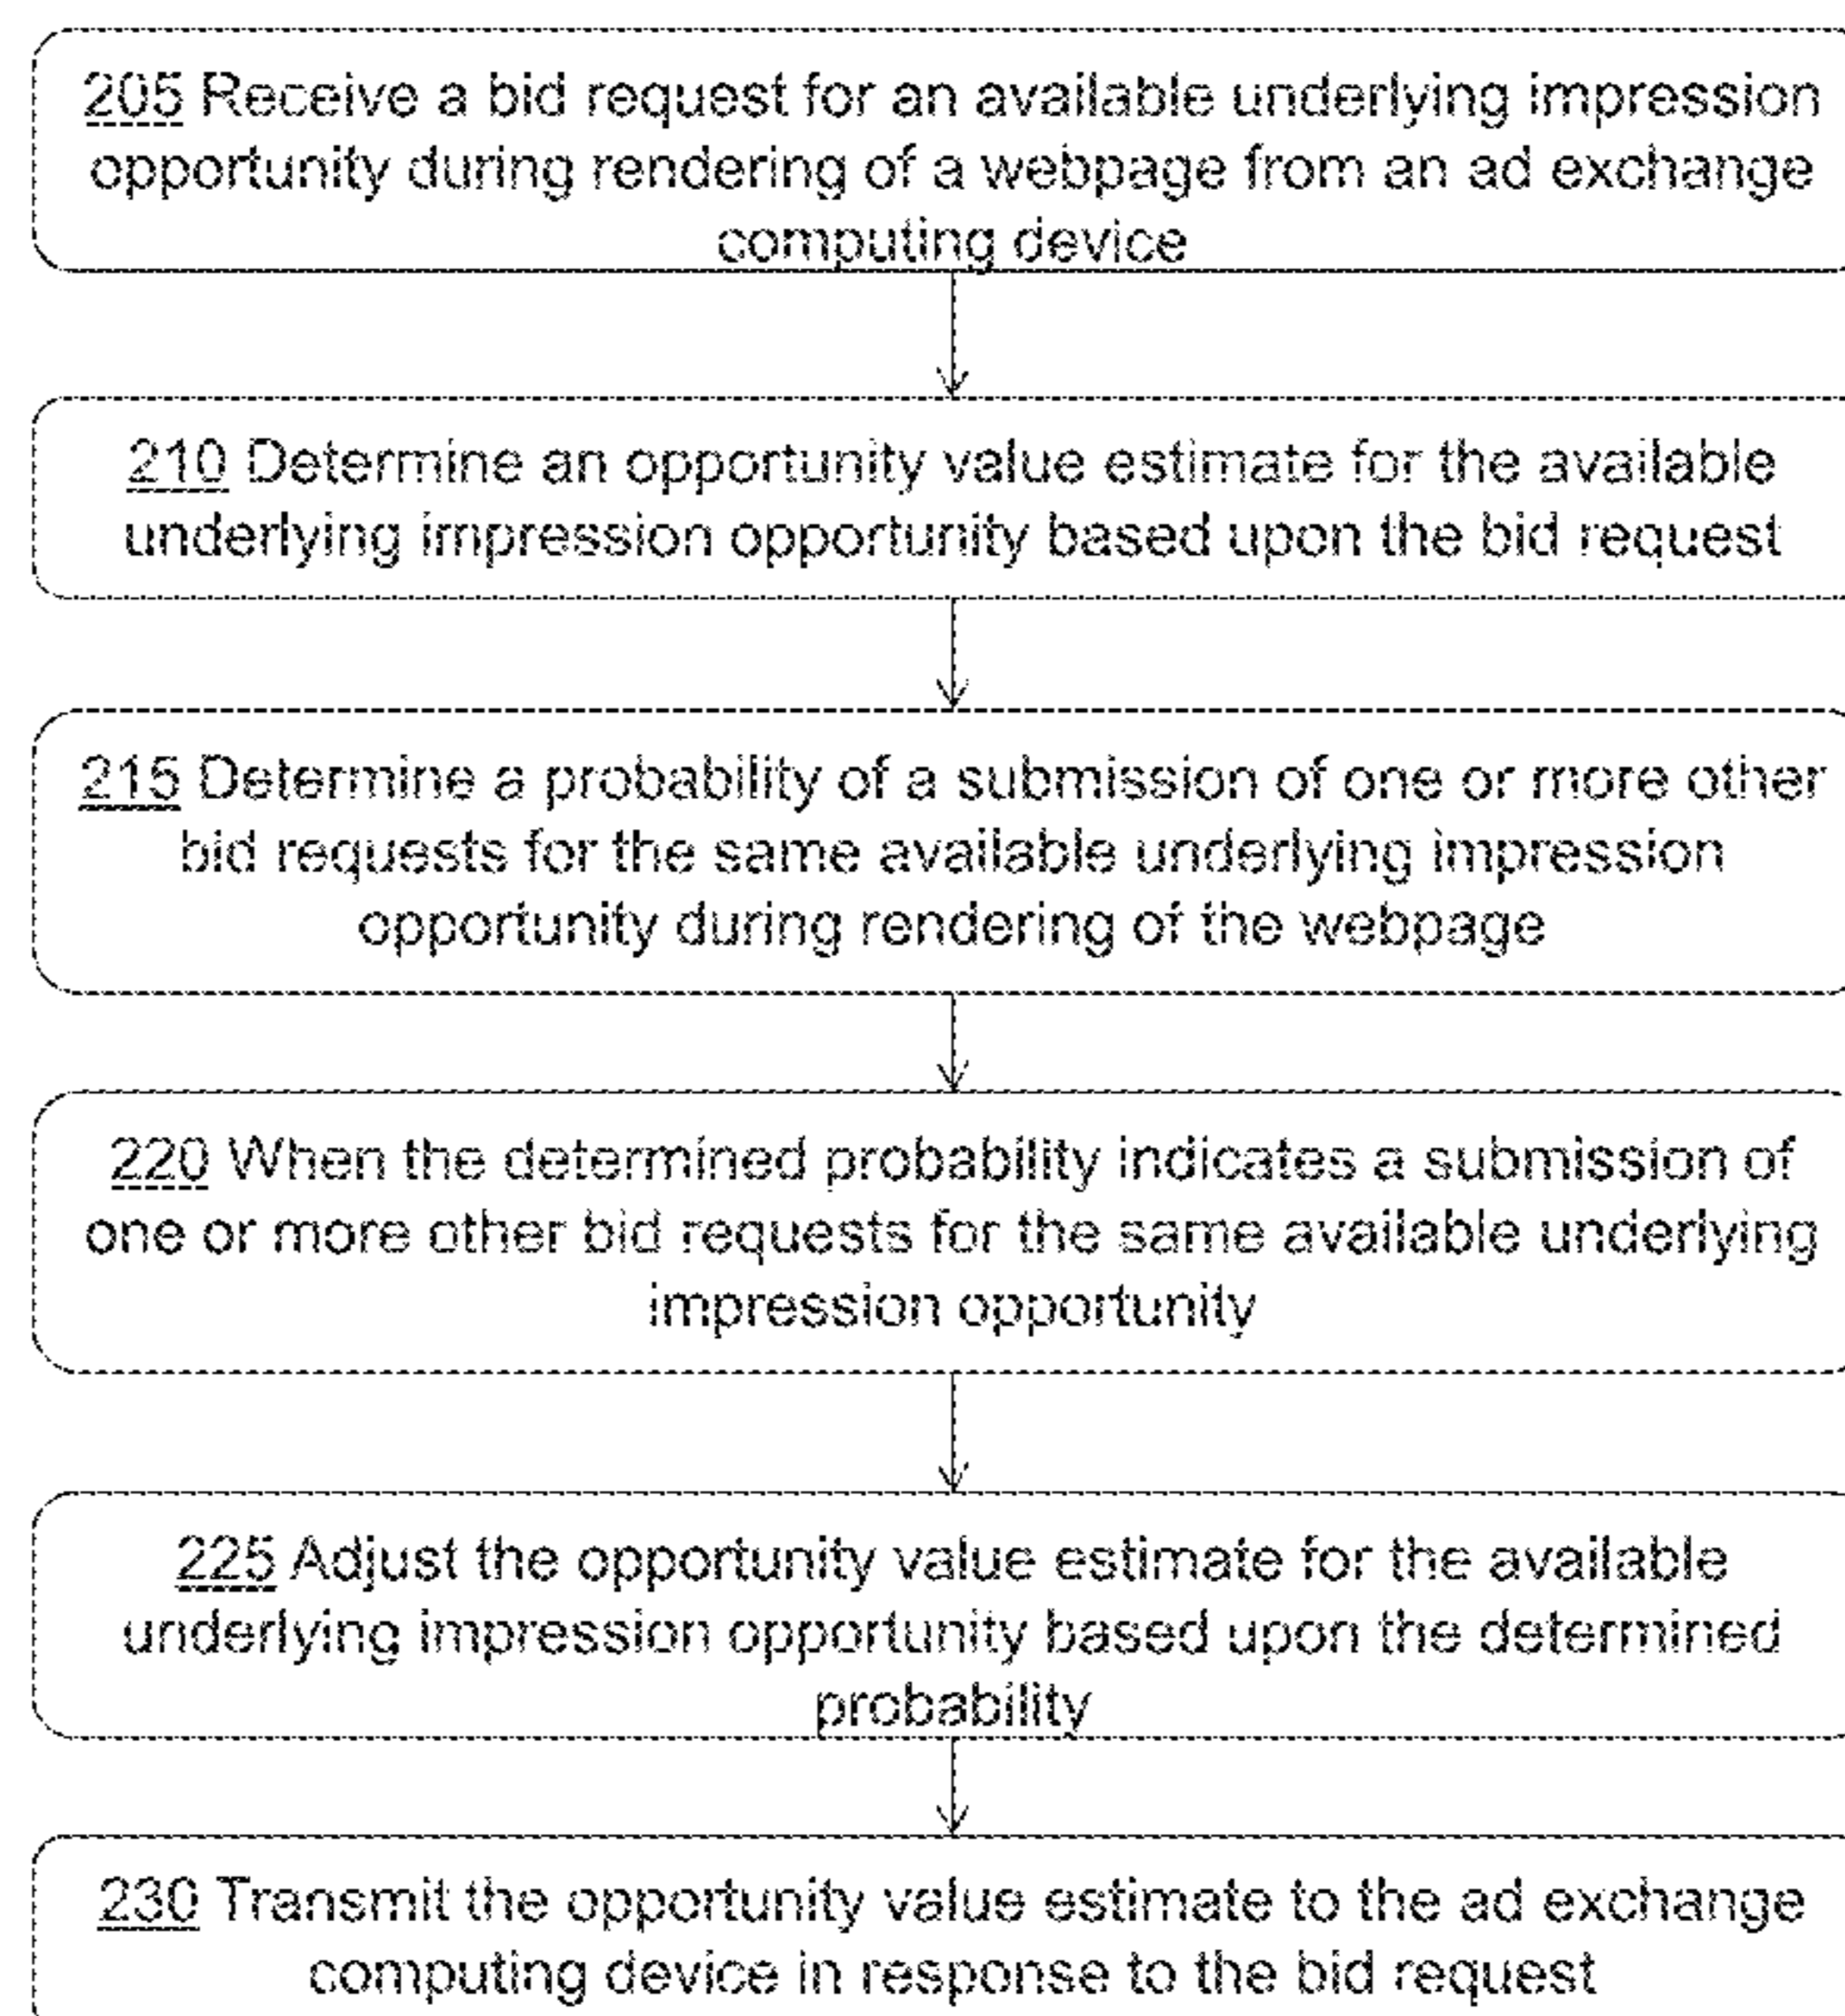 205 Receive a bid request for an available underlying impression
opportunity during rendering of a webpage from an ad exchange
computing device
210 Determine an opportunity value estimate for the available
underlying impression opportunity based upon the bid request
215 Determine a probability of a submission of one or more other
bid requests for the same available underlying impression
opportunity during rendering of the webpage
220 When the determined probability indicates a submission of
one or more other bid requests for the same available underlying
impression opportunity
225 Adjust the opportunity value estimate for the available
underlying impression opportunity based upon the determined
probability
230 Transmit the opportunity value estimate to the ad exchange
computing device in response to the bid request